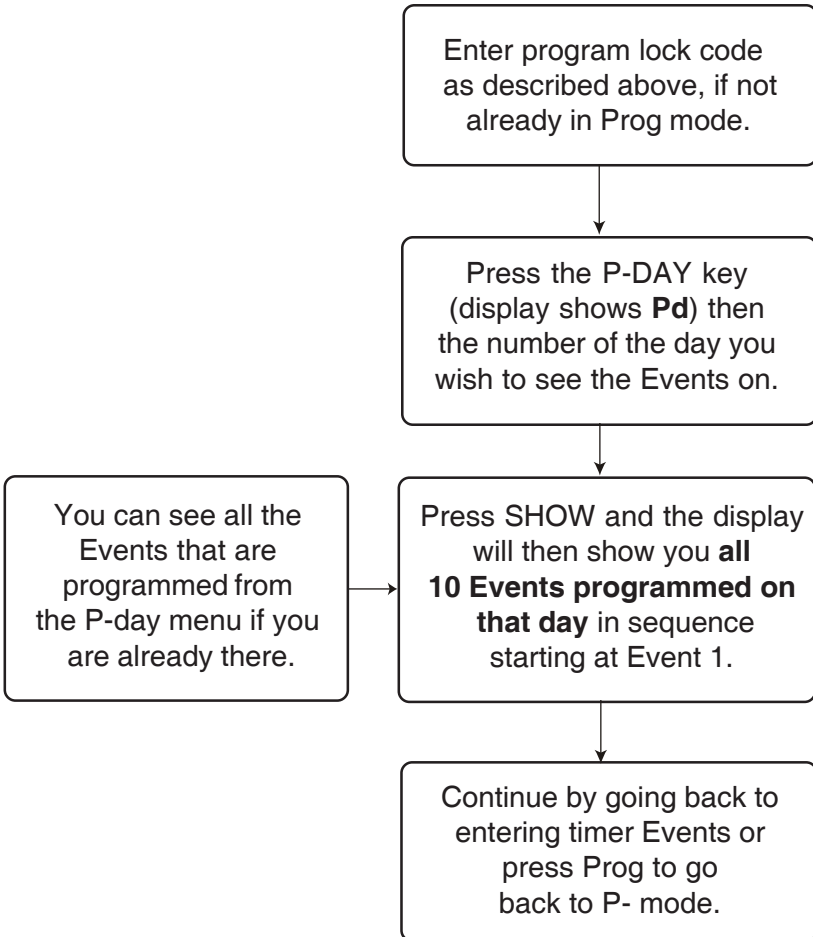 Enter program lock code
as described above, if not
already in Prog mode.
Press the P-DAY key
(display shows Pd) then
the number of the day you
wish to see the Events on.
You can see all the
Events that are
programmed from
the P-day menu if you
are already there.
Press SHOW and the display
will then show you all
10 Events programmed on
that day in sequence
starting at Event 1.
Continue by going back to
entering timer Events or
press Prog to go
back to P- mode.